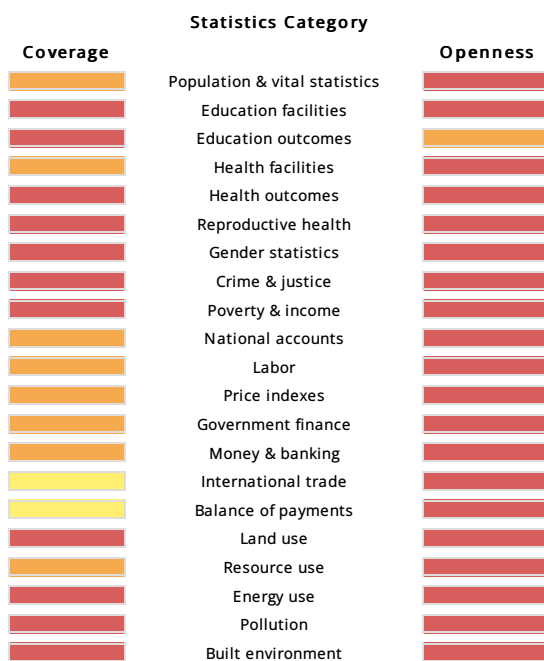 Statistics Category
Coverage Openness
Population & vital statistics
Education facilities
Education outcomes
Health facilities
Health outcomes
Reproductive health
Gender statistics
Crime & justice
Poverty & income
National accounts
Labor
Price indexes
Government finance
Money & banking
International trade
Balance of payments
Land use
Resource use
Energy use
Pollution
Built environment